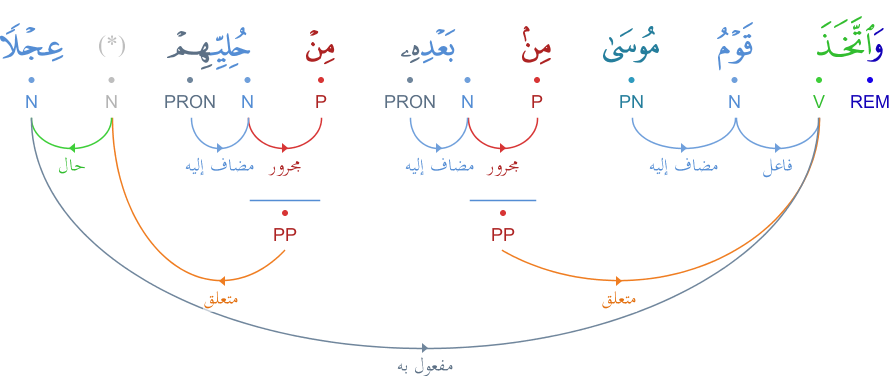 وَٱتَّخَذَ قَوْمُ مُوسَىٰ مِنۢ بَعْدِهِۦ مِنْ حُلِيِّهِمْ (*) عِجْلًا
REM V N PN P N PRON P N PRON N N
فاعل مضاف إليه مجرور مضاف إليه مجرور مضاف إليه حال
PP PP
متعلق متعلق
مفعول به